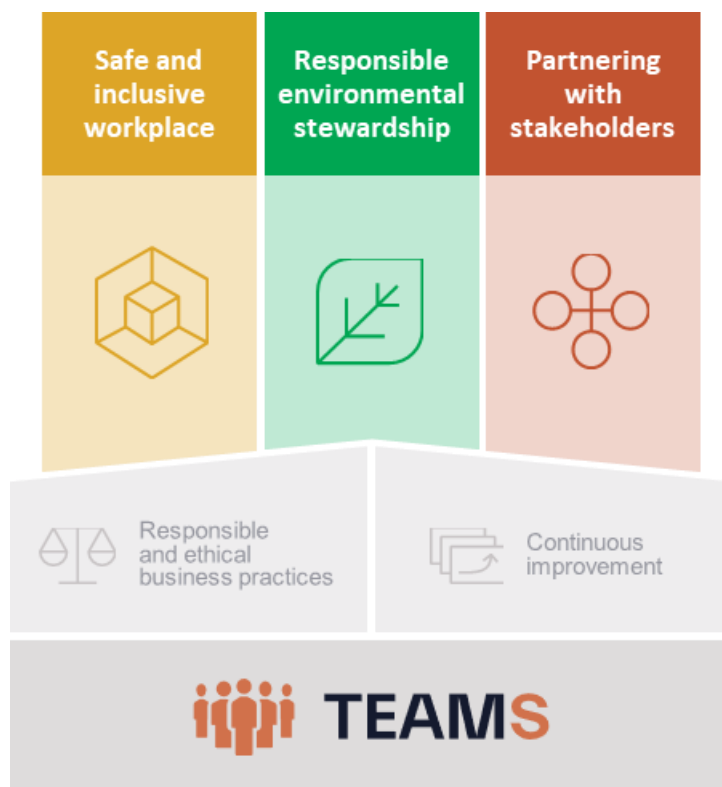 Safe and
inclusive
workplace
Responsible
environmental
stewardship
Partnering
with
stakeholders
Responsible
and ethical
business practices
Continuous
improvement
TEAMS